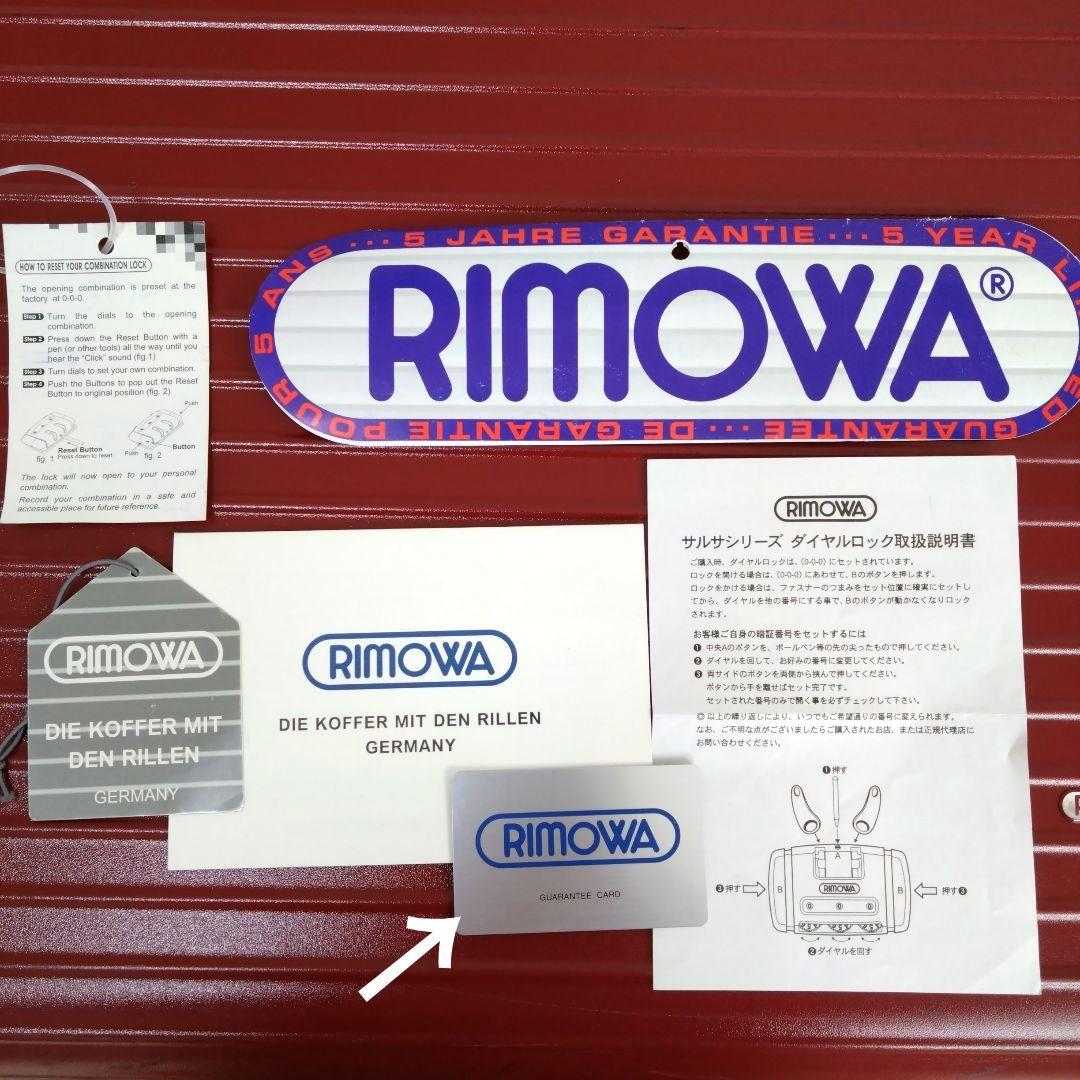 HOW TO RESET YOUR COMBINATION LOCK
The opening combination is preset at the
factory at 0-0-0.
Step 1 Turn the dials to the opening
combination.
Step 2 Press down the Reset Button with a
pen (or other tools) all the way until you
hear the "Click" sound (fig.1)
Step 3 Turn dials to set your own combination.
Step 4 Push the Buttons to pop out the Reset
Button to original position (fig. 2)
Push
Reset Button
Button
fig. 1 Press down to reset
Push fig. 2
The lock will now open to your personal
combination.
Record your combination in a safe and
accessible place for future reference.
5 ANS ... 5 JAHRE GARANTIE ... 5 YEAR
GUARANTEE ... DE GARANTIE POUR
RIMOWA®
RIMOWA
DIE KOFFER MIT
DEN RILLEN
GERMANY
RIMOWA
DIE KOFFER MIT DEN RILLEN
GERMANY
RIMOWA
GUARANTEE CARD
RIMOWA
サルサシリーズ ダイヤルロック取扱説明書
ご購入時、ダイヤルロックは、(0-0-0)にセットされています。
ロックを開ける場合は、(0-0-0)にあわせて、Bのボタンを押します。
ロックをかける場合は、ファスナーのつまみをセット位置に確実にセット し
てから、ダイヤルを他の番号にする事で、Bのボタンが動かなくなりロック
されます。
お客様ご自身の暗証番号をセットするには
❶ 中央Aのボタンを、ボールペン等の先の尖ったもので押してください。
❷ ダイヤルを回して、お好みの番号に変更してください。
❸ 両サイドのボタンを両側から挟んで押してください。
ボタンから手を離せばセット完了です。
セットされた番号のみで開く事を必ずチェックして下さい。
◎ 以上の繰り返しにより、いつでもご希望通りの番号に変えられます。
なお、ご不明な点がございましたらご購入されたお店、または正規代理店に
お問い合わせください。
❶押す
A
❸押す
B
RIMOWA
B
押す❸
0 0 0
❷ダイヤルを回す